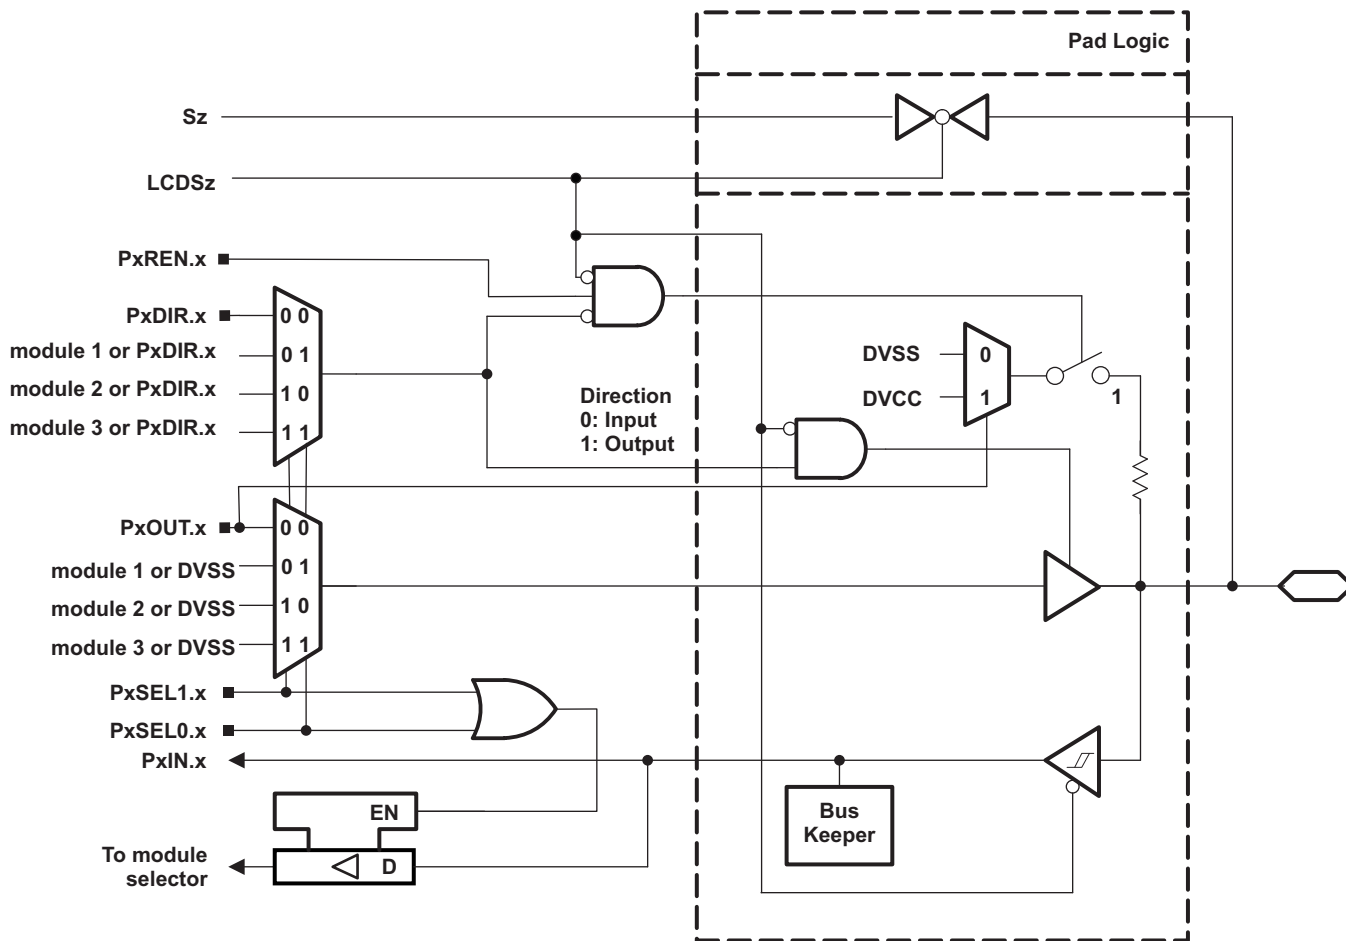 Pad Logic
Sz
LCDSz
PxREN.x
PxDIR.x
0 0
module 1 or PxDIR.x
0 1
module 2 or PxDIR.x
1 0
module 3 or PxDIR.x
1 1
Direction
0: Input
1: Output
DVSS
0
DVCC
1
1
PxOUT.x
0 0
module 1 or DVSS
0 1
module 2 or DVSS
1 0
module 3 or DVSS
1 1
PxSEL1.x
PxSEL0.x
PxIN.x
EN
D
To module
selector
Bus
Keeper